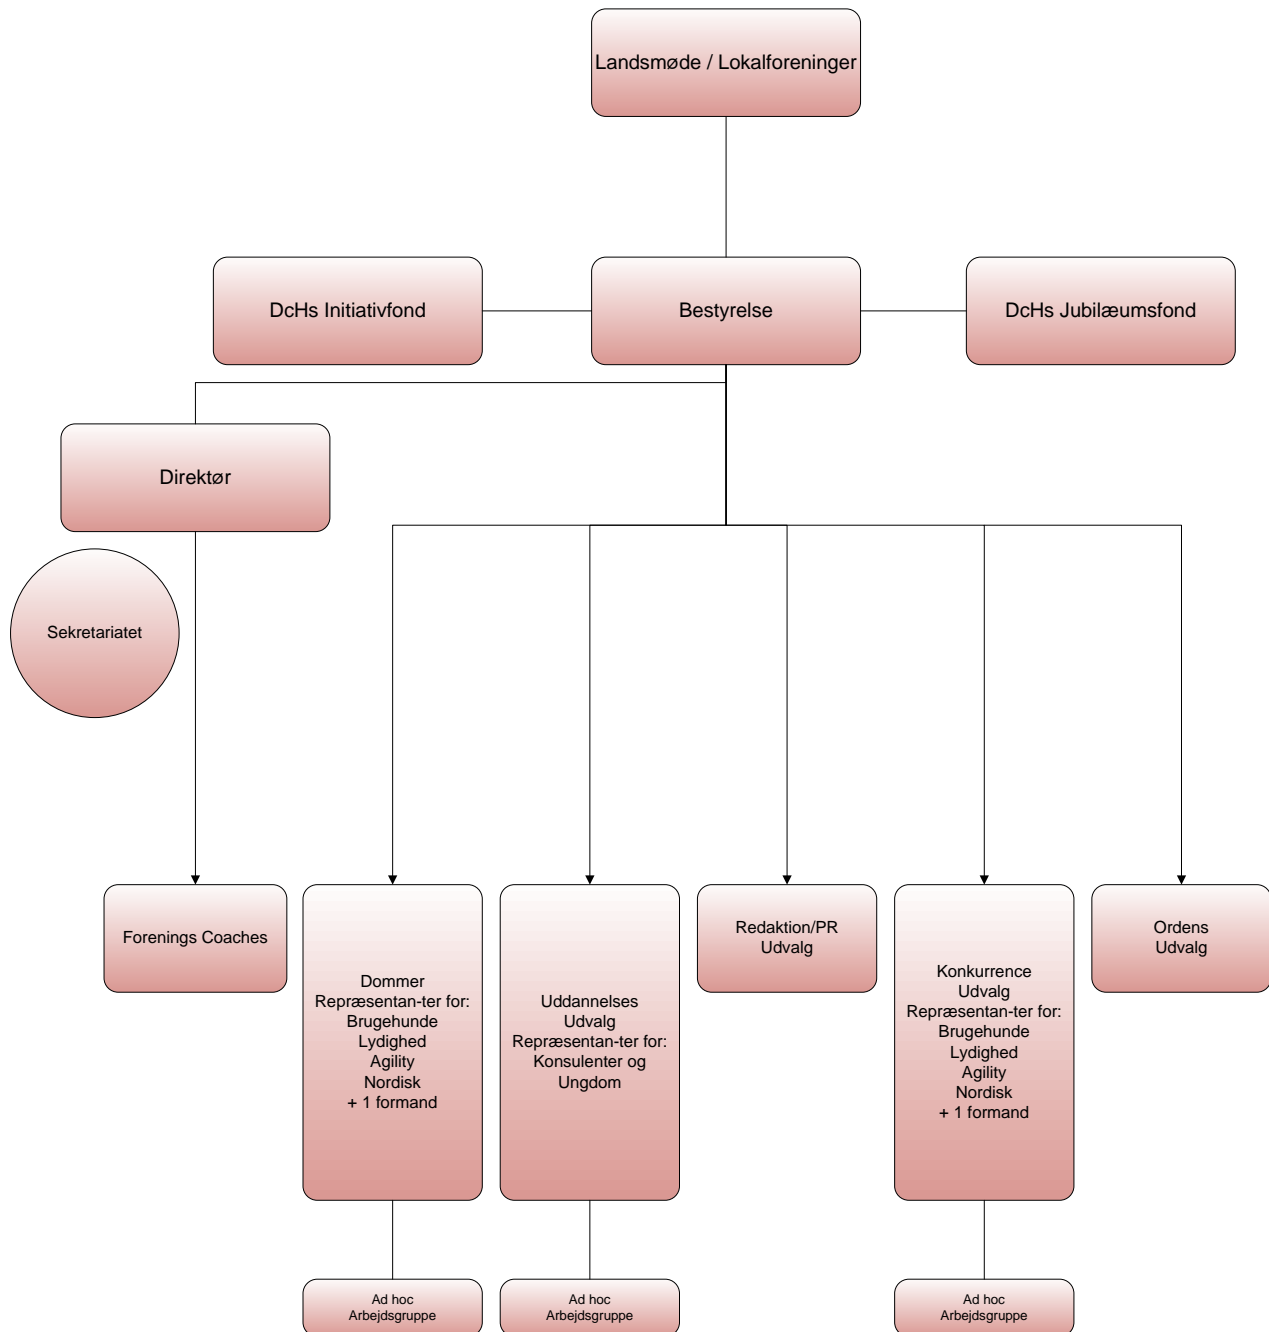 Landsmøde / Lokalforeninger
DcHs Initiativfond
Bestyrelse
DcHs Jubilæumsfond
Direktør
Sekretariatet
Forenings Coaches
Dommer
Repræsentan-ter for:
Brugehunde
Lydighed
Agility
Nordisk
+ 1 formand
Uddannelses
Udvalg
Repræsentan-ter for:
Konsulenter og
Ungdom
Redaktion/PR
Udvalg
Konkurrence
Udvalg
Repræsentan-ter for:
Brugehunde
Lydighed
Agility
Nordisk
+ 1 formand
Ordens
Udvalg
Ad hoc
Arbejdsgruppe
Ad hoc
Arbejdsgruppe
Ad hoc
Arbejdsgruppe